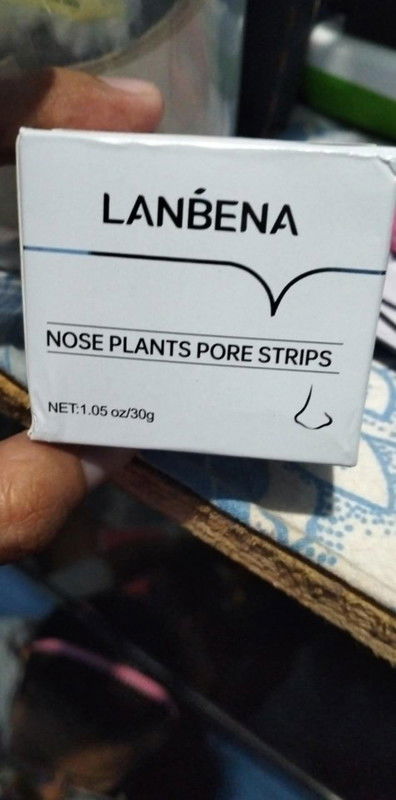 LANBENA
NOSE PLANTS PORE STRIPS
NET:1.05 oz/30g